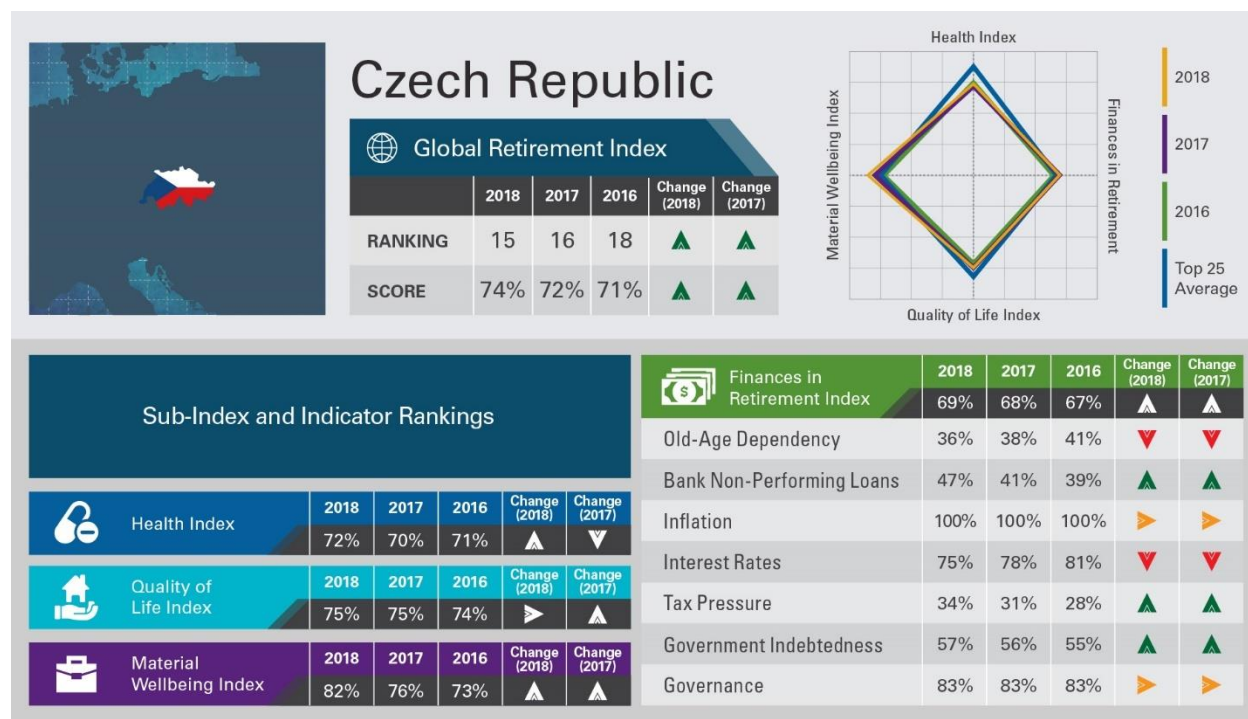 Czech Republic
Global Retirement Index
2018 2017 2016 Change (2018) Change (2017)
RANKING 15 16 18
SCORE 74% 72% 71%
Health Index
Material Wellbeing Index
Finances in Retirement
Quality of Life Index
2018
2017
2016
Top 25
Average
Sub-Index and Indicator Rankings
Health Index
2018 2017 2016 Change (2018) Change (2017)
72% 70% 71%
Quality of
Life Index
2018 2017 2016 Change (2018) Change (2017)
75% 75% 74%
Material
Wellbeing Index
2018 2017 2016 Change (2018) Change (2017)
82% 76% 73%
$
Finances in
Retirement Index
2018 2017 2016 Change (2018) Change (2017)
69% 68% 67%
Old-Age Dependency 36% 38% 41%
Bank Non-Performing Loans 47% 41% 39%
Inflation 100% 100% 100%
Interest Rates 75% 78% 81%
Tax Pressure 34% 31% 28%
Government Indebtedness 57% 56% 55%
Governance 83% 83% 83%